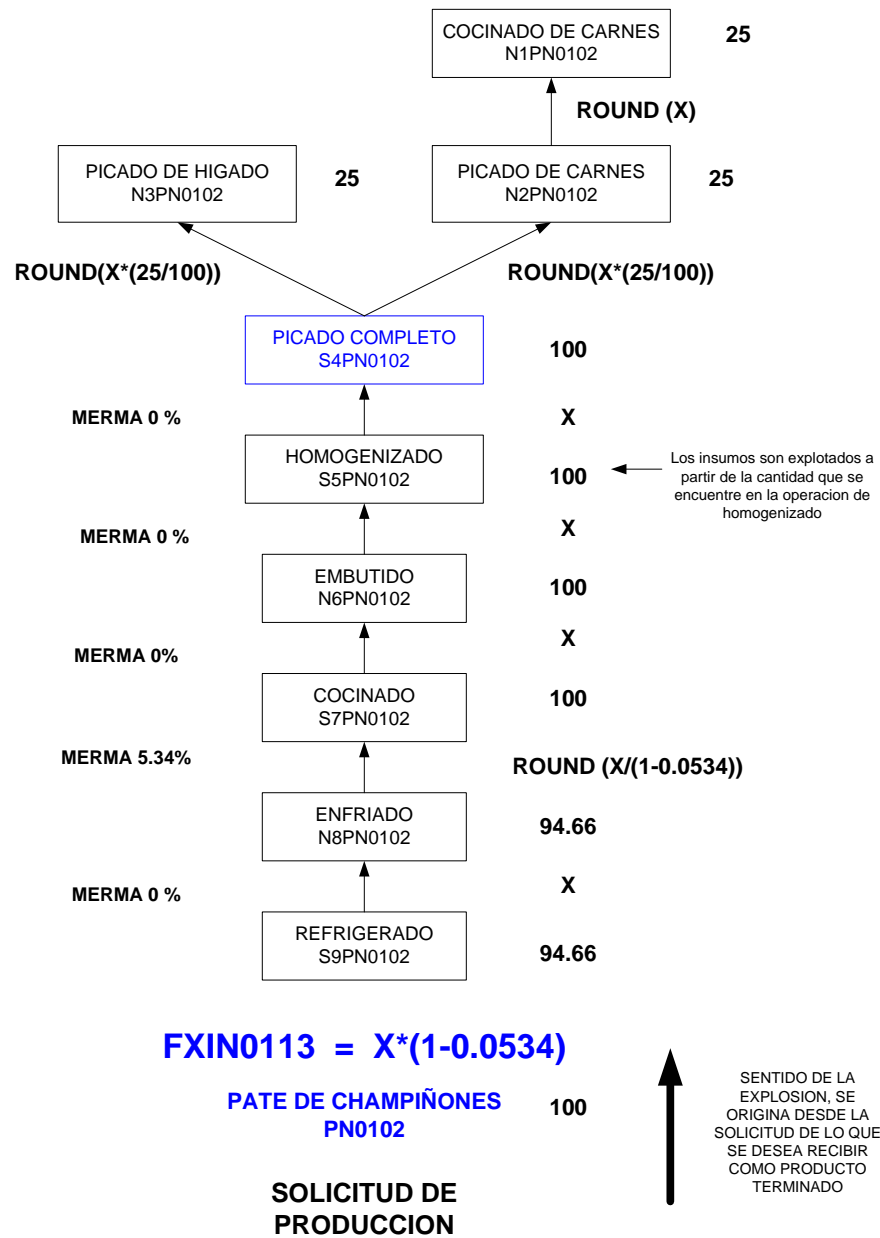 COCINADO DE CARNES
N1PN0102
25
ROUND (X)
PICADO DE HIGADO
N3PN0102
25
PICADO DE CARNES
N2PN0102
25
ROUND(X*(25/100))
ROUND(X*(25/100))
PICADO COMPLETO
S4PN0102
100
MERMA 0 %
X
HOMOGENIZADO
S5PN0102
100
Los insumos son explotados a
partir de la cantidad que se
encuentre en la operacion de
homogenizado
MERMA 0 %
X
EMBUTIDO
N6PN0102
100
MERMA 0%
X
COCINADO
S7PN0102
100
MERMA 5.34%
ROUND (X/(1-0.0534))
ENFRIADO
N8PN0102
94.66
MERMA 0 %
X
REFRIGERADO
S9PN0102
94.66
FXIN0113 = X*(1-0.0534)
PATE DE CHAMPIÑONES
PN0102
100
SENTIDO DE LA
EXPLOSION, SE
ORIGINA DESDE LA
SOLICITUD DE LO QUE
SE DESEA RECIBIR
COMO PRODUCTO
TERMINADO
SOLICITUD DE
PRODUCCION